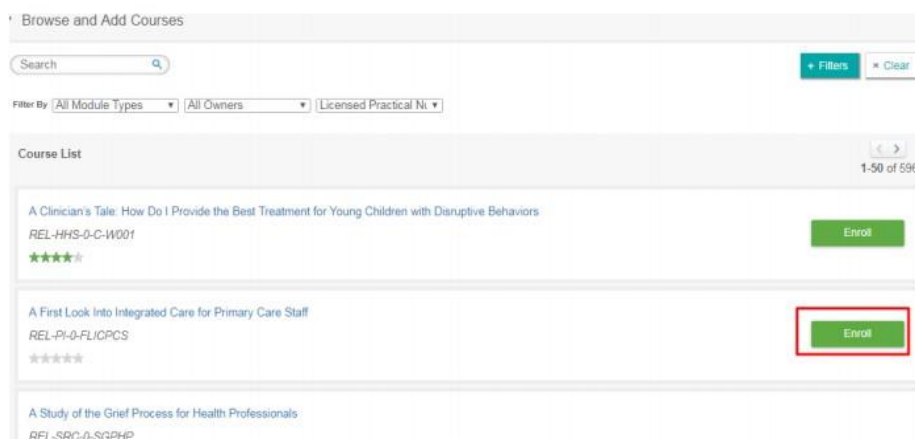 Browse and Add Courses
Search
+ Filters × Clear
Filter By All Module Types All Owners Licensed Practical Nu
Course List
1-50 of 596
A Clinician's Tale: How Do I Provide the Best Treatment for Young Children with Disruptive Behaviors
REL-HHS-0-C-W001
Enroll
A First Look Into Integrated Care for Primary Care Staff
REL-PI-0-FLICPCS
Enroll
A Study of the Grief Process for Health Professionals
REL-SRC-0-SGPHP